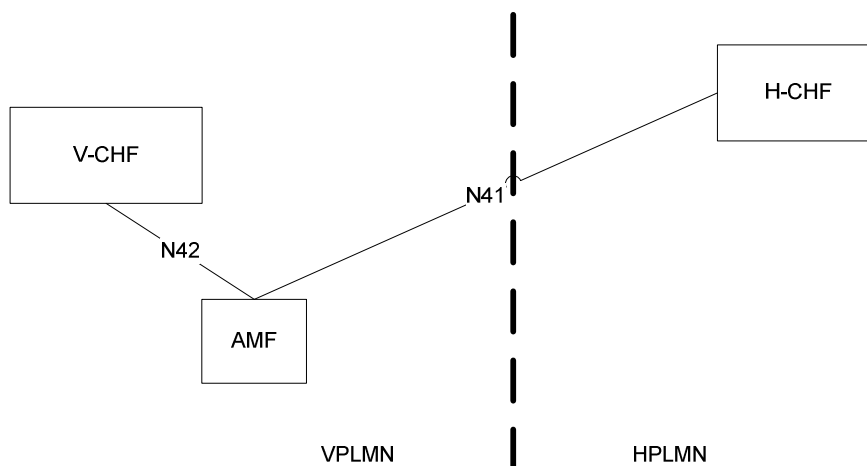 H-CHF
V-CHF
N41
N42
AMF
VPLMN
HPLMN